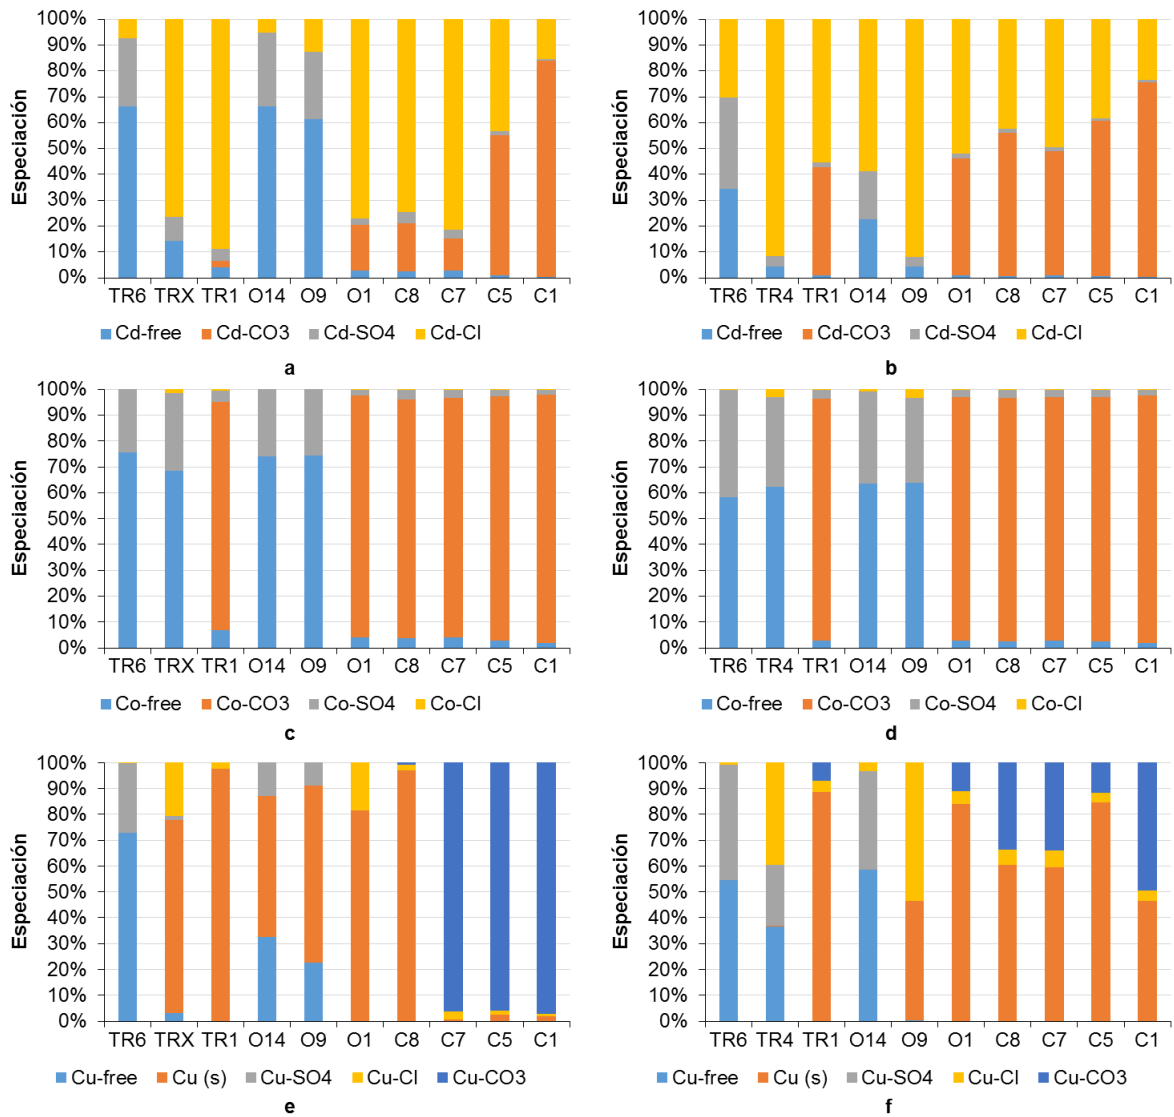 Especiación
100%
90%
80%
70%
60%
50%
40%
30%
20%
10%
0%
TR6 TRX TR1 O14 O9 O1 C8 C7 C5 C1
Cd-free Cd-CO3 Cd-SO4 Cd-Cl
a
Especiación
100%
90%
80%
70%
60%
50%
40%
30%
20%
10%
0%
TR6 TR4 TR1 O14 O9 O1 C8 C7 C5 C1
Cd-free Cd-CO3 Cd-SO4 Cd-Cl
b
Especiación
100%
90%
80%
70%
60%
50%
40%
30%
20%
10%
0%
TR6 TRX TR1 O14 O9 O1 C8 C7 C5 C1
Co-free Co-CO3 Co-SO4 Co-Cl
c
Especiación
100%
90%
80%
70%
60%
50%
40%
30%
20%
10%
0%
TR6 TR4 TR1 O14 O9 O1 C8 C7 C5 C1
Co-free Co-CO3 Co-SO4 Co-Cl
d
Especiación
100%
90%
80%
70%
60%
50%
40%
30%
20%
10%
0%
TR6 TRX TR1 O14 O9 O1 C8 C7 C5 C1
Cu-free Cu (s) Cu-SO4 Cu-Cl Cu-CO3
e
Especiación
100%
90%
80%
70%
60%
50%
40%
30%
20%
10%
0%
TR6 TR4 TR1 O14 O9 O1 C8 C7 C5 C1
Cu-free Cu (s) Cu-SO4 Cu-Cl Cu-CO3
f